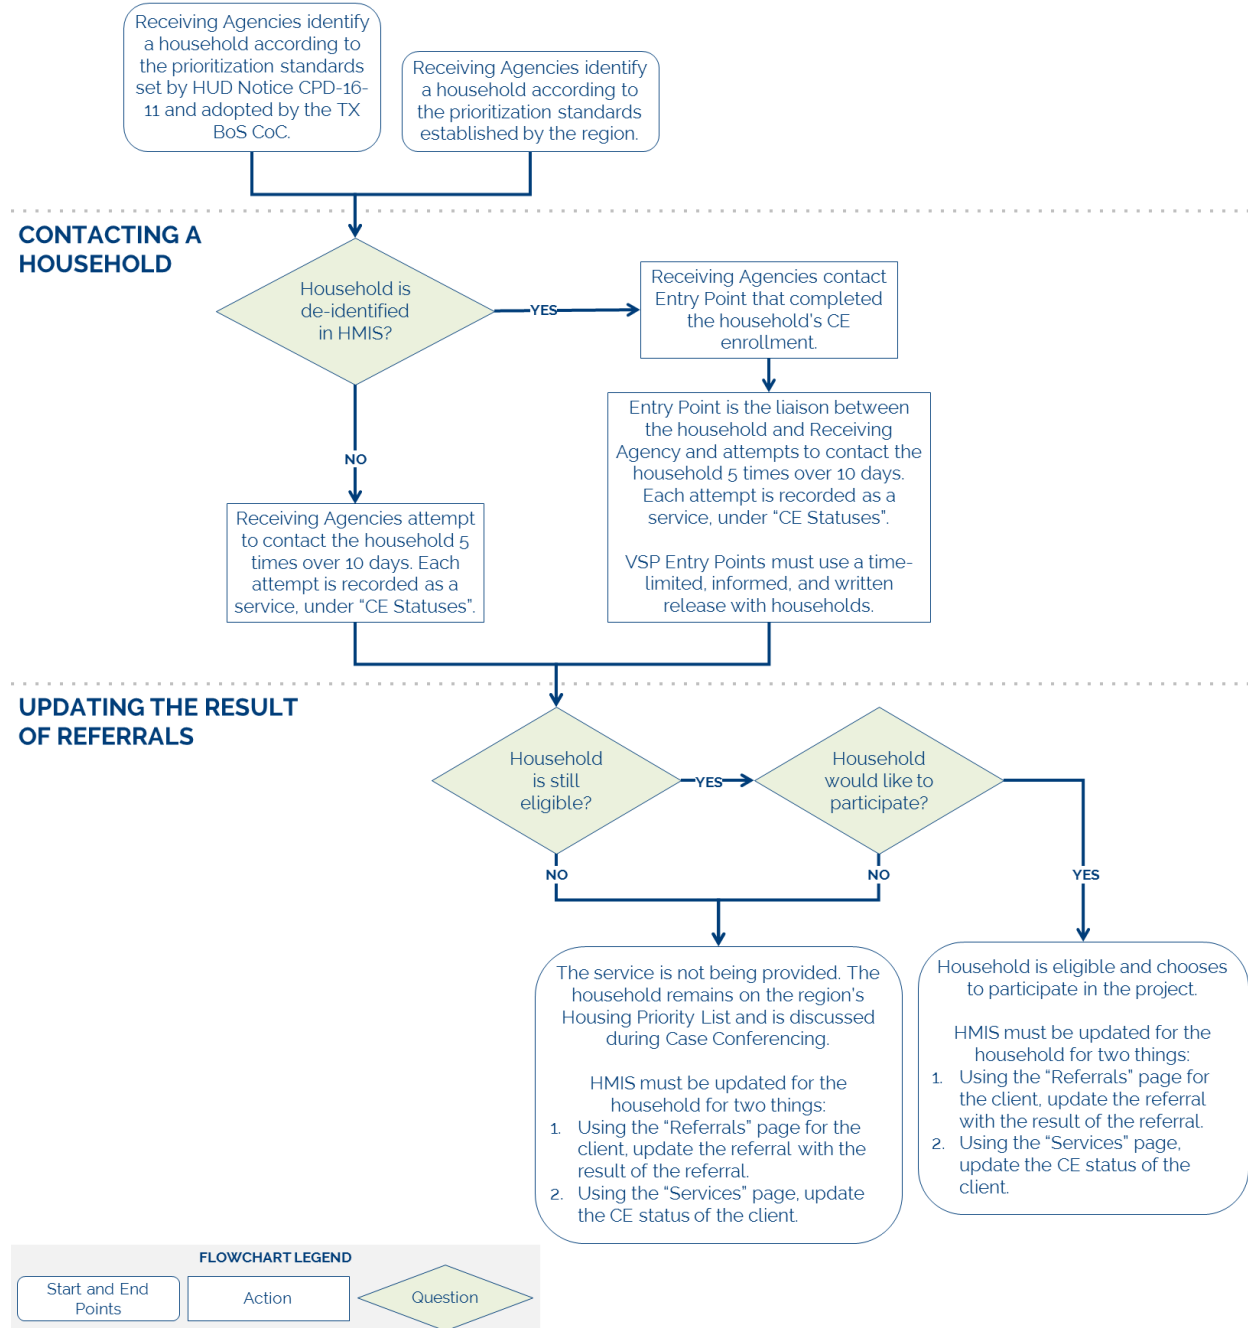 Receiving Agencies identify
a household according to
the prioritization standards
set by HUD Notice CPD-16-
11 and adopted by the TX
BoS CoC.
Receiving Agencies identify
a household according to
the prioritization standards
established by the region.
CONTACTING A
HOUSEHOLD
Household is
de-identified
in HMIS?
YES
Receiving Agencies contact
Entry Point that completed
the household's CE
enrollment.
NO
Entry Point is the liaison between
the household and Receiving
Agency and attempts to contact the
household 5 times over 10 days.
Each attempt is recorded as a
service, under “CE Statuses”.
VSP Entry Points must use a time-
limited, informed, and written
release with households.
Receiving Agencies attempt
to contact the household 5
times over 10 days. Each
attempt is recorded as a
service, under “CE Statuses”.
UPDATING THE RESULT
OF REFERRALS
Household
is still
eligible?
YES
Household
would like to
participate?
NO
NO
YES
The service is not being provided. The
household remains on the region's
Housing Priority List and is discussed
during Case Conferencing.
HMIS must be updated for the
household for two things:
1. Using the “Referrals” page for the
client, update the referral with the
result of the referral.
2. Using the “Services” page, update
the CE status of the client.
Household is eligible and chooses
to participate in the project.
HMIS must be updated for the
household for two things:
1. Using the “Referrals” page for
the client, update the referral
with the result of the referral.
2. Using the “Services” page,
update the CE status of the
client.
FLOWCHART LEGEND
Start and End
Points
Action
Question